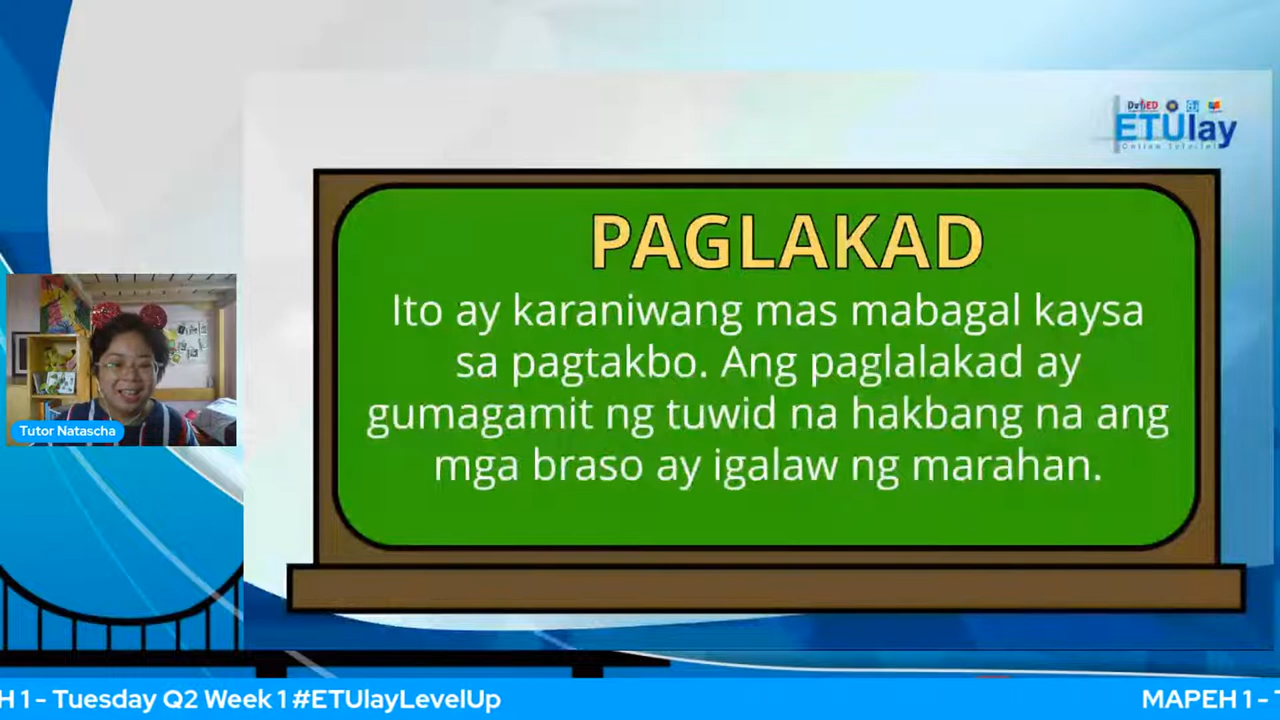 DepED
ETUlay
PAGLAKAD
Ito ay karaniwang mas mabagal kaysa
sa pagtakbo. Ang paglalakad ay
gumagamit ng tuwid na hakbang na ang
mga braso ay igalaw ng marahan.
Tutor Natascha
H 1 - Tuesday Q2 Week 1 #ETUlayLevelUp
MAPEH 1 - T